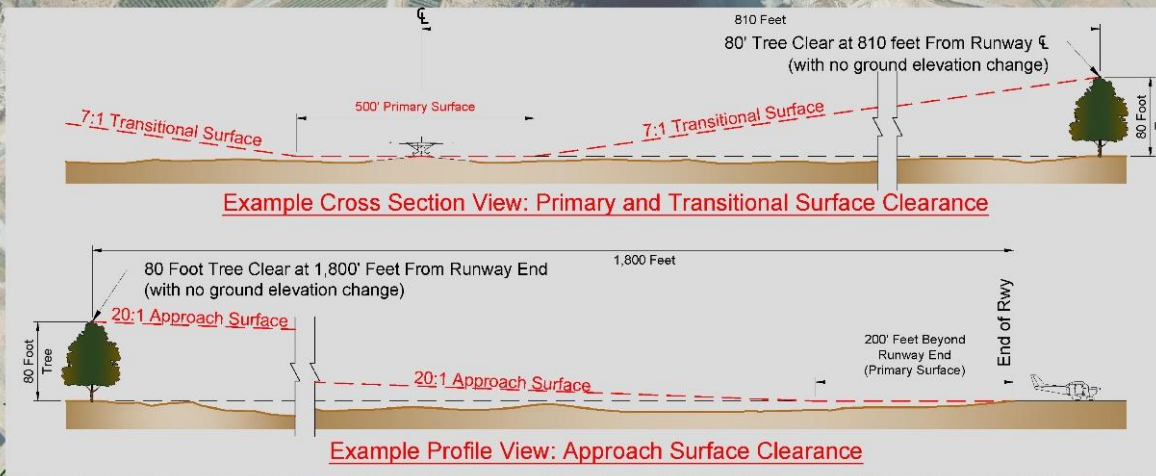 ℄
810 Feet
80' Tree Clear at 810 feet From Runway ℄
(with no ground elevation change)
500' Primary Surface
7:1 Transitional Surface
7:1 Transitional Surface
80 Foot
Example Cross Section View: Primary and Transitional Surface Clearance
1,800 Feet
80 Foot Tree Clear at 1,800' Feet From Runway End
(with no ground elevation change)
20:1 Approach Surface
80 Foot
Tree
20:1 Approach Surface
200' Feet Beyond
Runway End
(Primary Surface)
End of Rwy
Example Profile View: Approach Surface Clearance